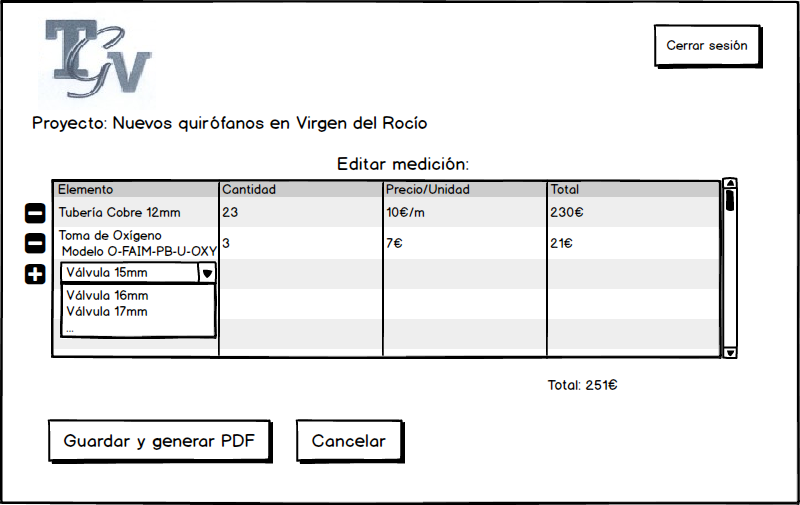 TGV
Cerrar sesión
Proyecto: Nuevos quirófanos en Virgen del Rocío
Editar medición:
Elemento Cantidad Precio/Unidad Total
Tubería Cobre 12mm 23 10€/m 230€
Toma de Oxígeno
Modelo O-FAIM-PB-U-OXY 3 7€ 21€
Válvula 15mm
Válvula 16mm
Válvula 17mm
...
Total: 251€
Guardar y generar PDF Cancelar